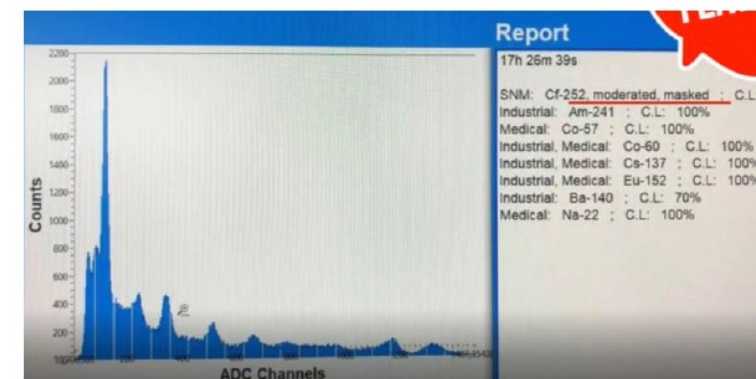 Report
17h 26m 39s
SNM: Cf-252, moderated, masked ; C.L:
Industrial: Am-241 ; C.L: 100%
Medical: Co-57 ; C.L: 100%
Industrial, Medical: Co-60 ; C.L: 100%
Industrial, Medical: Cs-137 ; C.L: 100%
Industrial, Medical: Eu-152 ; C.L: 100%
Industrial: Ba-140 ; C.L: 70%
Medical: Na-22 ; C.L: 100%
Counts
2200
2000
1800
1600
1400
1200
1000
800
600
400
200
ADC Channels